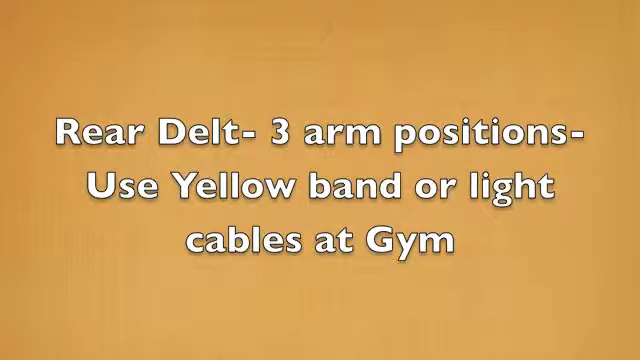 Rear Delt- 3 arm positions-
Use Yellow band or light
cables at Gym